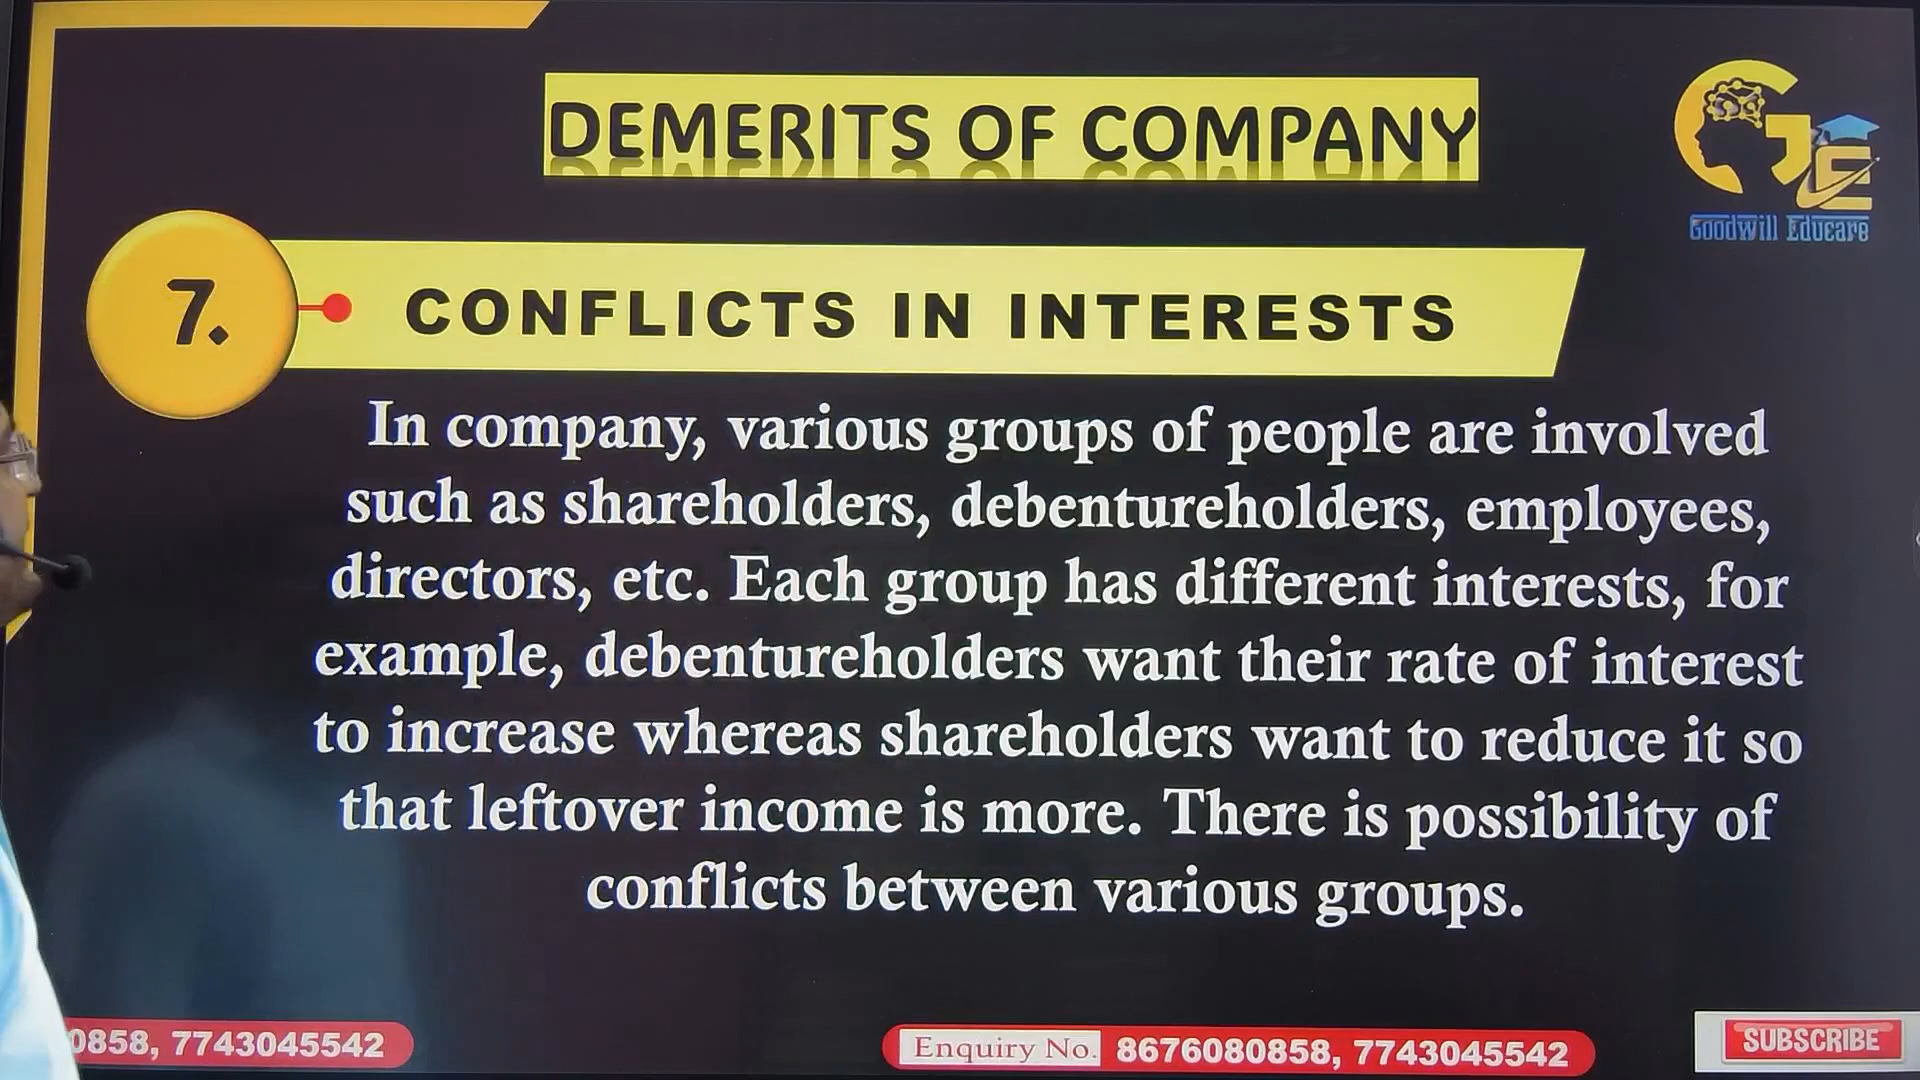 DEMERITS OF COMPANY
Goodwill Educare
7.
CONFLICTS IN INTERESTS
In company, various groups of people are involved
such as shareholders, debentureholders, employees,
directors, etc. Each group has different interests, for
example, debentureholders want their rate of interest
to increase whereas shareholders want to reduce it so
that leftover income is more. There is possibility of
conflicts between various groups.
0858, 7743045542
Enquiry No. 8676080858, 7743045542
SUBSCRIBE